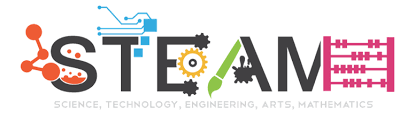 STEAM
SCIENCE, TECHNOLOGY, ENGINEERING, ARTS, MATHEMATICS